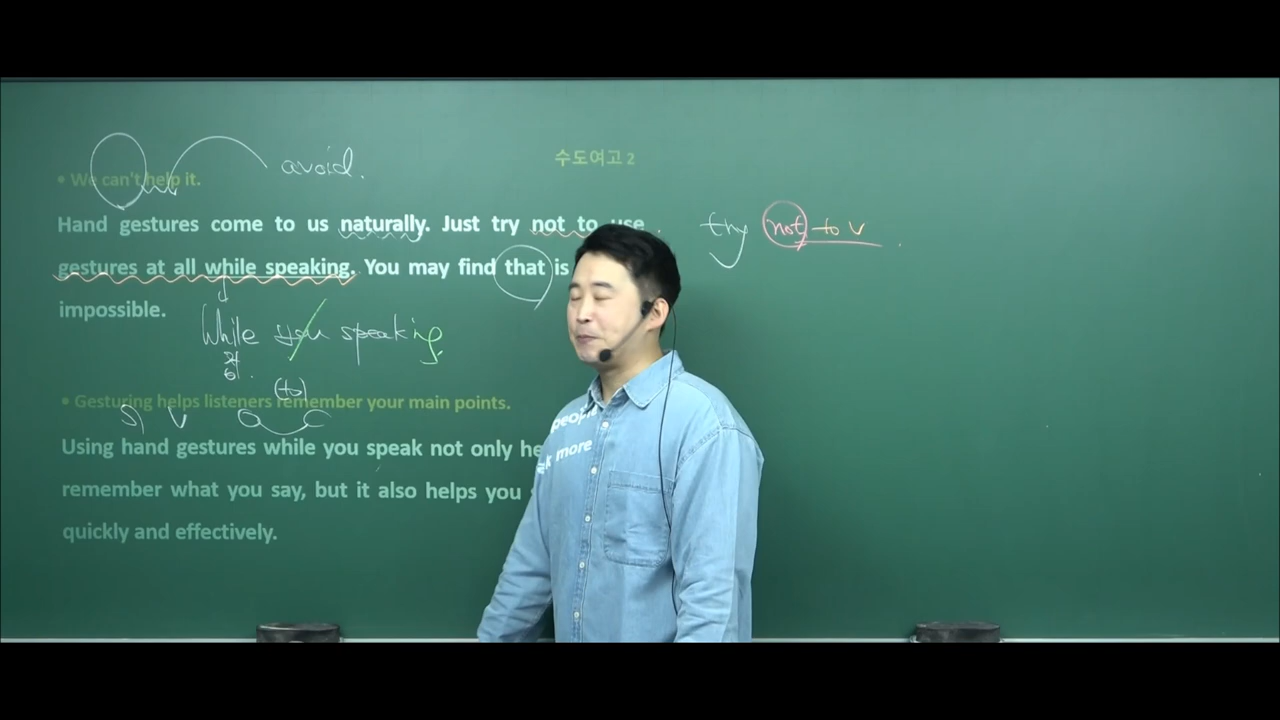 수도여고 2
avoid.
• We can't help it.
Hand gestures come to us naturally. Just try not to use
try not to v
gestures at all while speaking. You may find that is
impossible.
While you speaking
(to)
• Gesturing helps listeners remember your main points.
S V O C
Using hand gestures while you speak not only he
remember what you say, but it also helps you
quickly and effectively.